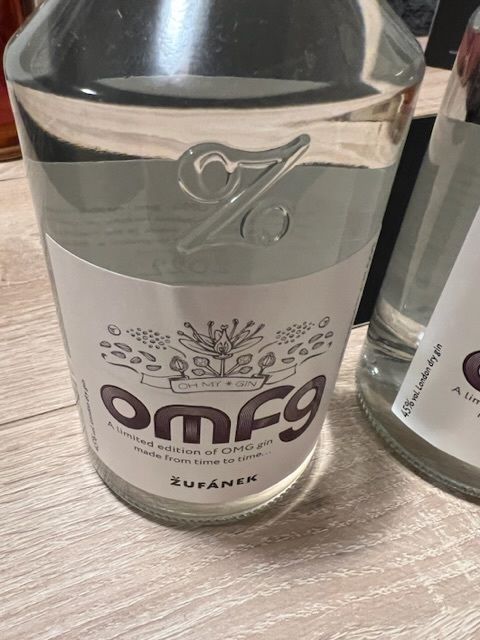 OH MY * GIN
omFg
A limited edition of OMG gin
made from time to time...
ŽUFÁNEK
45% vol. London dry gin
A lim